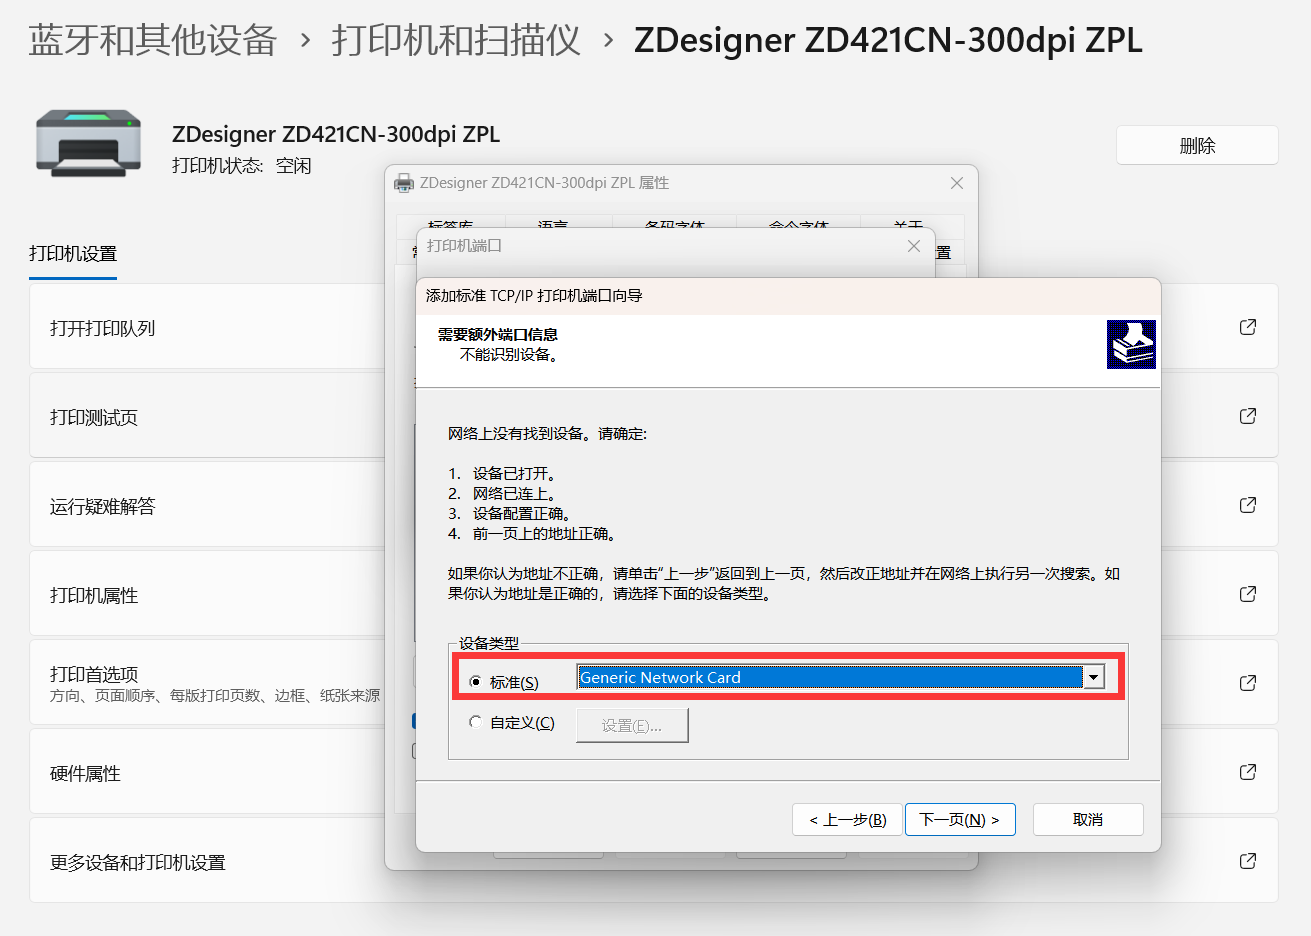 蓝牙和其他设备 › 打印机和扫描仪 › ZDesigner ZD421CN-300dpi ZPL
ZDesigner ZD421CN-300dpi ZPL
打印机状态: 空闲
删除
打印机设置
打开打印队列
打印测试页
运行疑难解答
打印机属性
打印首选项
方向、页面顺序、每版打印页数、边框、纸张来源
硬件属性
更多设备和打印机设置
ZDesigner ZD421CN-300dpi ZPL 属性
标签库 语言 条码字体 命令字体 关于
置
打印机端口
添加标准 TCP/IP 打印机端口向导
需要额外端口信息
不能识别设备。
网络上没有找到设备。请确定:
1. 设备已打开。
2. 网络已连上。
3. 设备配置正确。
4. 前一页上的地址正确。
如果你认为地址不正确，请单击“上一步”返回到上一页，然后改正地址并在网络上执行另一次搜索。如
果你认为地址是正确的，请选择下面的设备类型。
设备类型
标准(S) Generic Network Card
自定义(C) 设置(E)...
< 上一步(B) 下一页(N) > 取消